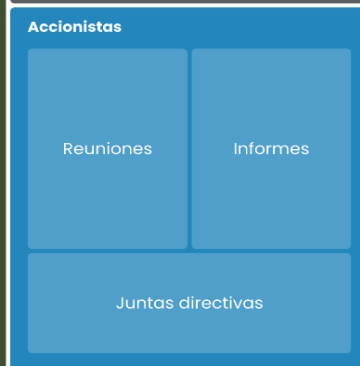 Accionistas
Reuniones
Informes
Juntas directivas